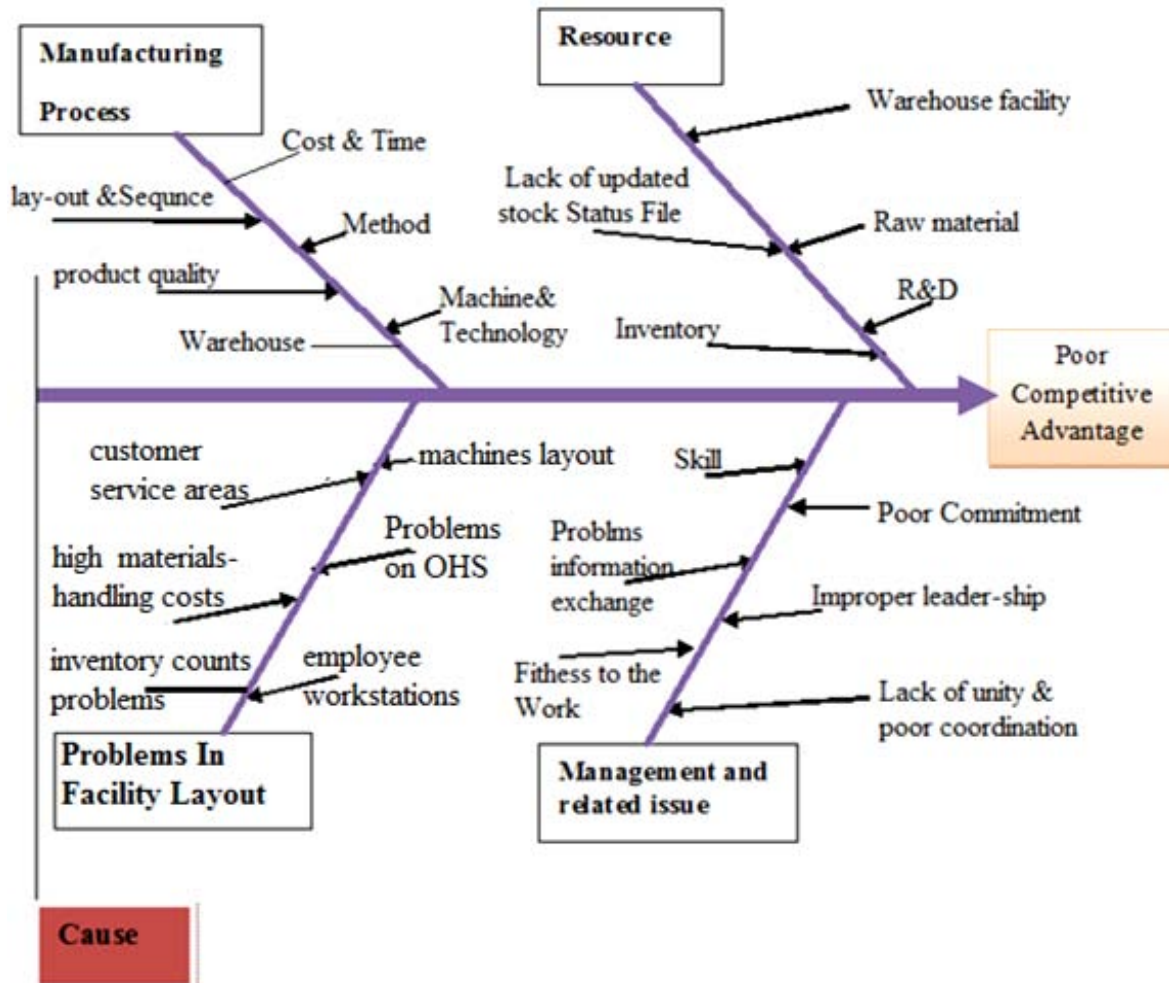 Manufacturing
Process
Cost & Time
lay-out &Sequnce
Method
product quality
Machine&
Technology
Warehouse
Resource
Warehouse facility
Lack of updated
stock Status File
Raw material
R&D
Inventory
Poor
Competitive
Advantage
customer
service areas
machines layout
Problems
on OHS
high materials-
handling costs
inventory counts
problems
employee
workstations
Problems In
Facility Layout
Skill
Poor Commitment
Problms
information
exchange
Improper leader-ship
Fithess to the
Work
Lack of unity &
poor coordination
Management and
related issue
Cause